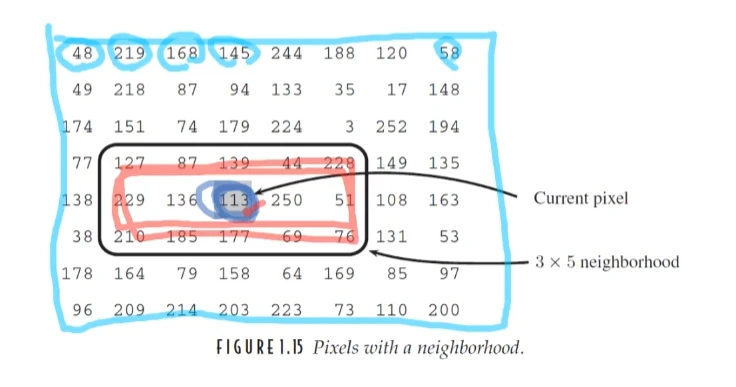 48 219 168 145 244 188 120 58
49 218 87 94 133 35 17 148
174 151 74 179 224 3 252 194
77 127 87 139 44 228 149 135
138 229 136 113 250 51 108 163
Current pixel
38 210 185 177 69 76 131 53
3 × 5 neighborhood
178 164 79 158 64 169 85 97
96 209 214 203 223 73 110 200
FIGURE 1.15 Pixels with a neighborhood.